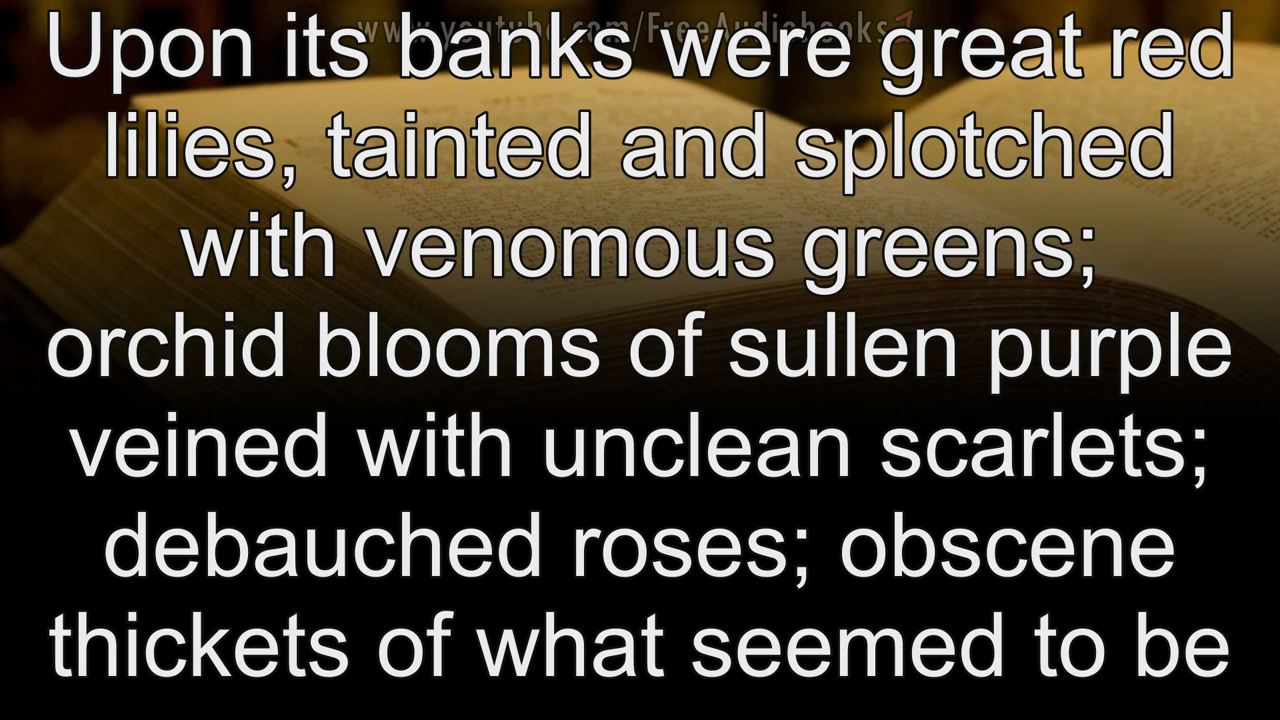 www.youtube.com/FreeAudiobooks1
Upon its banks were great red
lilies, tainted and splotched
with venomous greens;
orchid blooms of sullen purple
veined with unclean scarlets;
debauched roses; obscene
thickets of what seemed to be